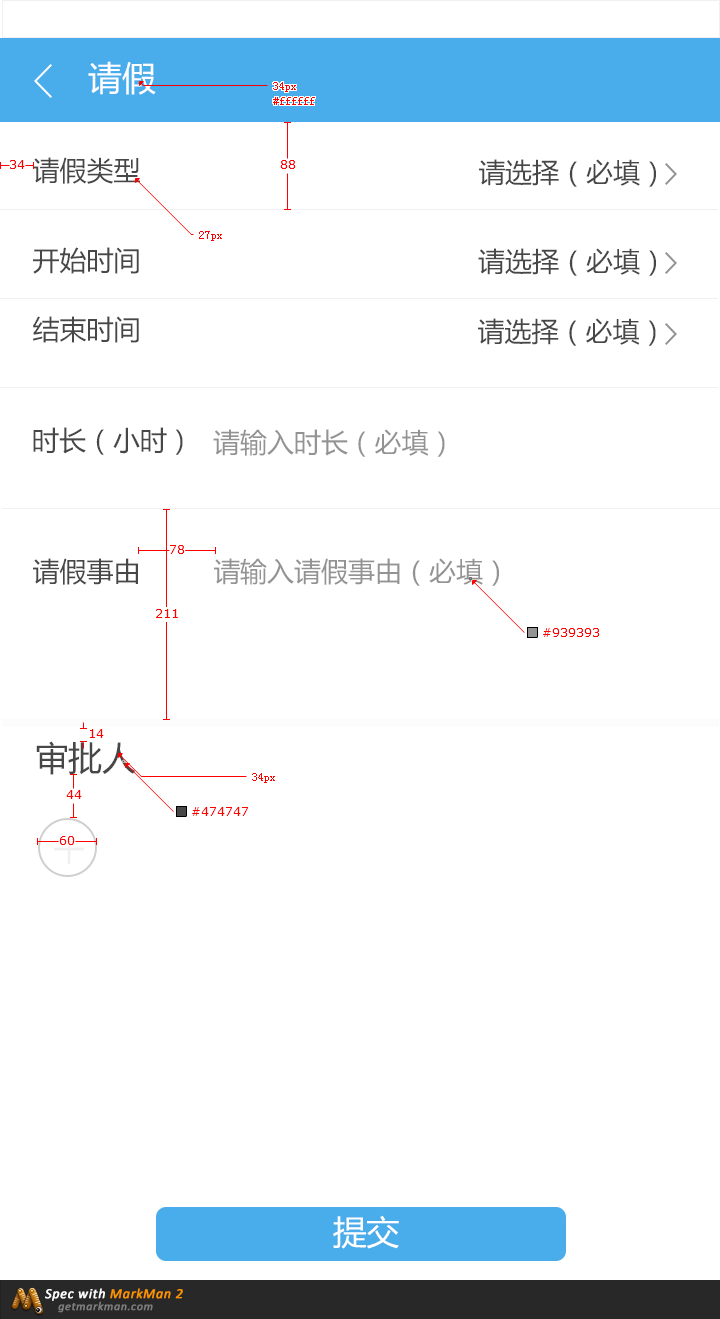 请假
34px
#ffffff
34
请假类型
88
请选择（必填）
27px
开始时间
请选择（必填）
结束时间
请选择（必填）
时长（小时）
请输入时长（必填）
78
请假事由
请输入请假事由（必填）
211
#939393
14
审批人
34px
44
#474747
60
提交
Spec with MarkMan 2
getmarkman.com